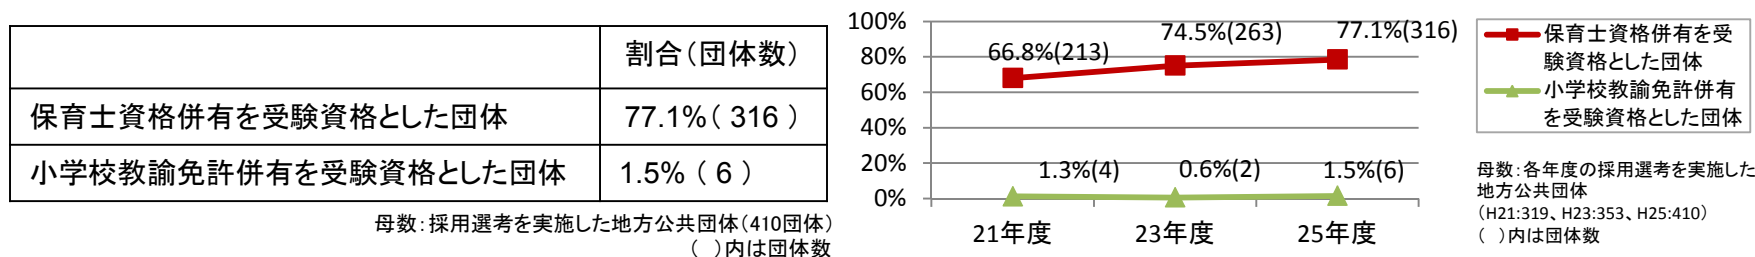 割合(団体数)
保育士資格併有を受験資格とした団体 77.1%( 316 )
小学校教諭免許併有を受験資格とした団体 1.5% ( 6 )
母数:採用選考を実施した地方公共団体(410団体)
( )内は団体数
100%
80%
60%
40%
20%
0%
66.8%(213)
74.5%(263)
77.1%(316)
1.3%(4)
0.6%(2)
1.5%(6)
21年度
23年度
25年度
保育士資格併有を受
験資格とした団体
小学校教諭免許併有
を受験資格とした団体
母数:各年度の採用選考を実施した
地方公共団体
(H21:319、H23:353、H25:410)
( )内は団体数